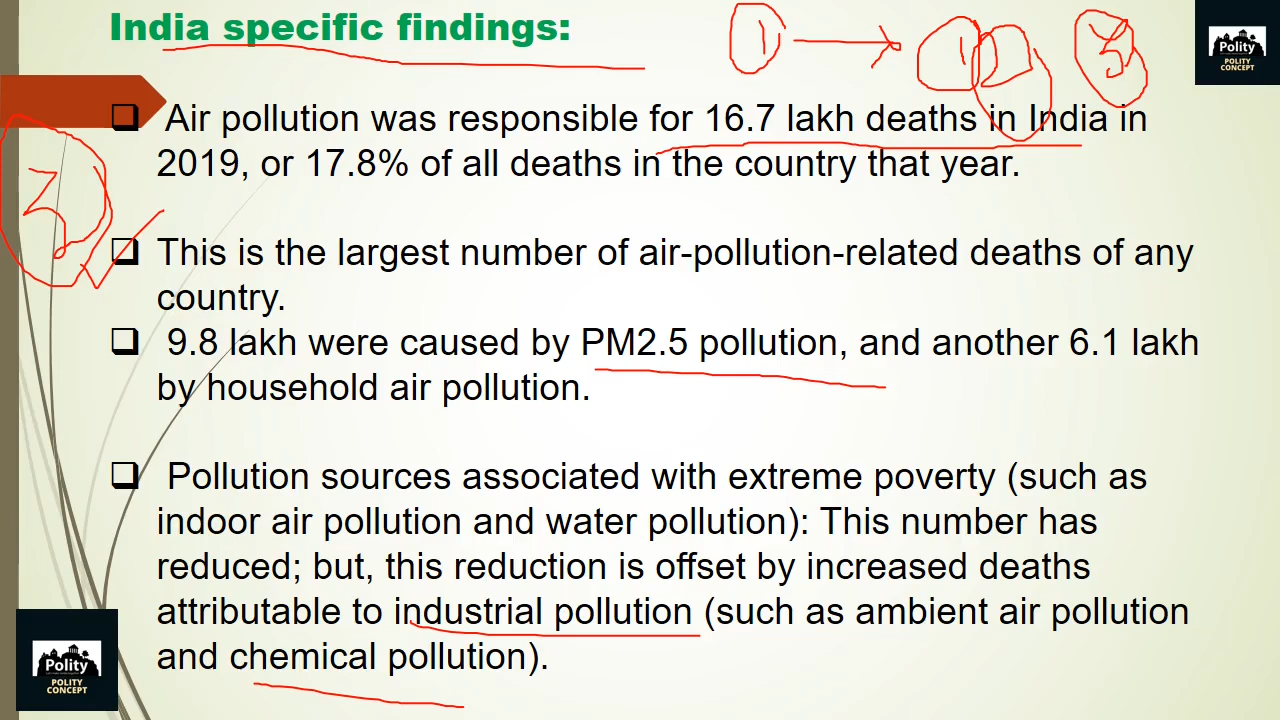 India specific findings:
1
1
2
3
Polity
POLITY
CONCEPT
❑ Air pollution was responsible for 16.7 lakh deaths in India in
2019, or 17.8% of all deaths in the country that year.
3
❑ This is the largest number of air-pollution-related deaths of any
country.
❑ 9.8 lakh were caused by PM2.5 pollution, and another 6.1 lakh
by household air pollution.
❑ Pollution sources associated with extreme poverty (such as
indoor air pollution and water pollution): This number has
reduced; but, this reduction is offset by increased deaths
attributable to industrial pollution (such as ambient air pollution
and chemical pollution).
Polity
POLITY
CONCEPT